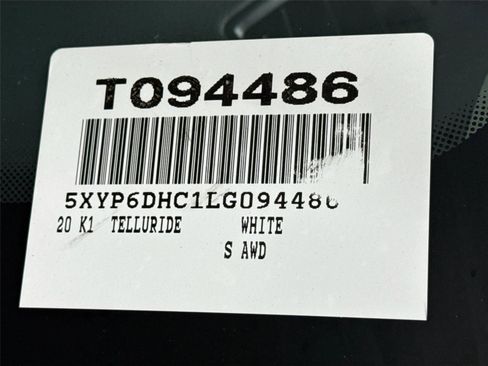 T094486
5XYP6DHC1LG094486
20 K1 TELLURIDE WHITE
S AWD